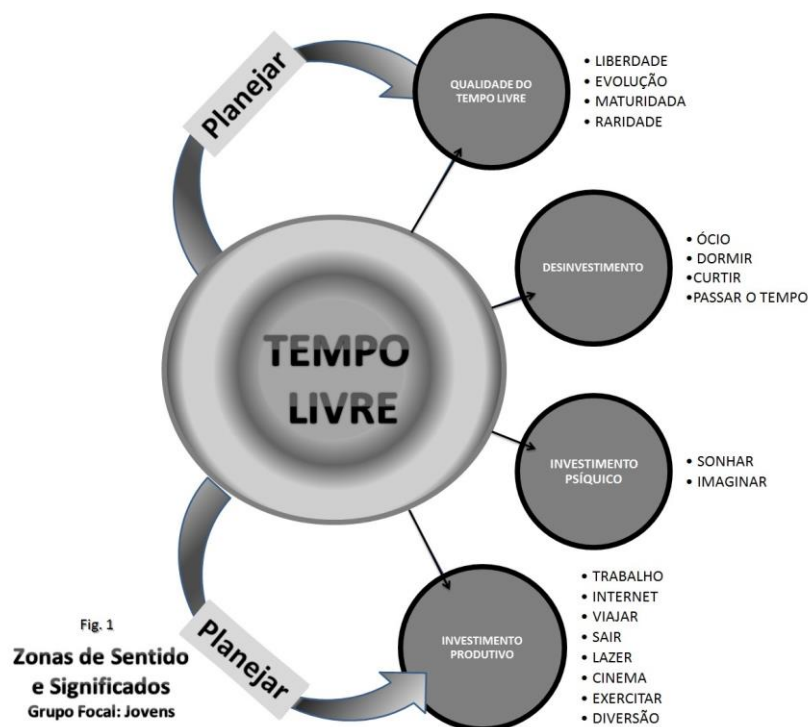 Planejar
QUALIDADE DO
TEMPO LIVRE
• LIBERDADE
• EVOLUÇÃO
• MATURIDADA
• RARIDADE
DESINVESTIMENTO
• ÓCIO
• DORMIR
•CURTIR
•PASSAR O TEMPO
TEMPO
LIVRE
INVESTIMENTO
PSÍQUICO
• SONHAR
• IMAGINAR
Planejar
INVESTIMENTO
PRODUTIVO
• TRABALHO
• INTERNET
• VIAJAR
• SAIR
• LAZER
• CINEMA
• EXERCITAR
• DIVERSÃO
Fig. 1
Zonas de Sentido
e Significados
Grupo Focal: Jovens